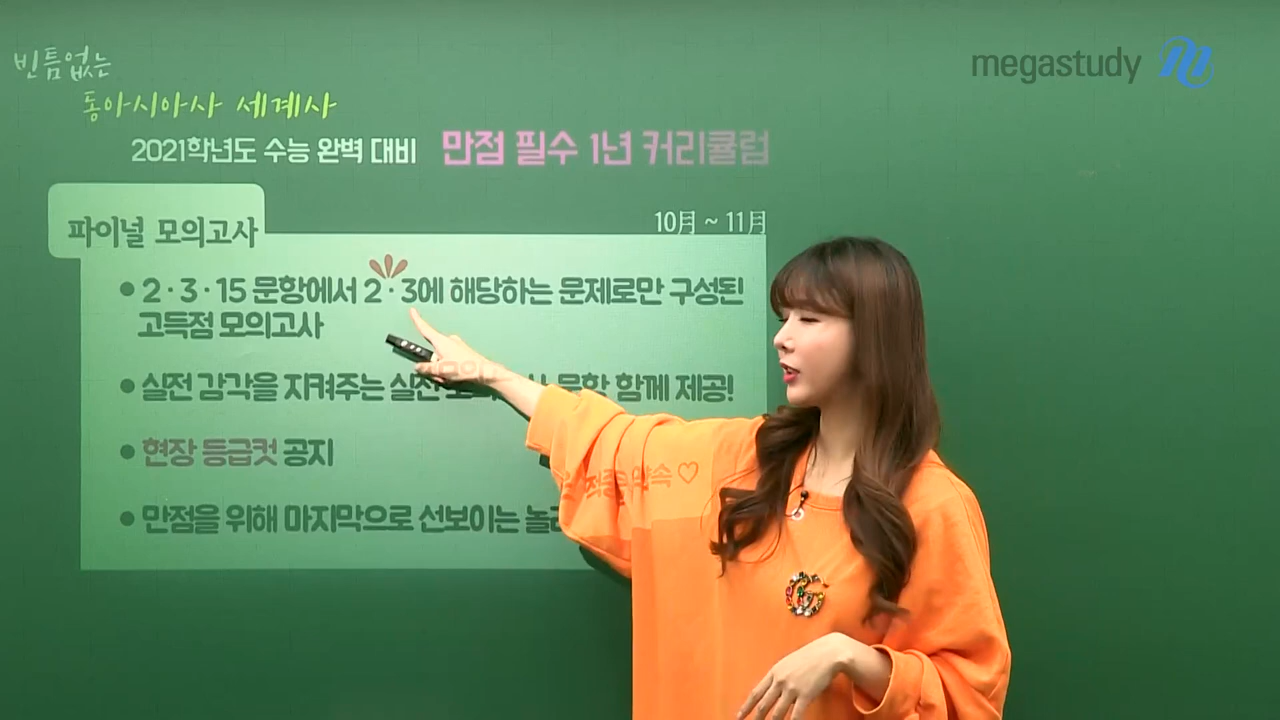 빈틈없는
동아시아사 세계사
megastudy
2021학년도 수능 완벽 대비 만점 필수 1년 커리큘럼
파이널 모의고사
10月 ~ 11月
• 2 · 3 · 15 문항에서 2 · 3에 해당하는 문제로만 구성된
고득점 모의고사
• 실전 감각을 지켜주는 실전 문항 함께 제공!
• 현장 등급컷 공지
• 만점을 위해 마지막으로 선보이는